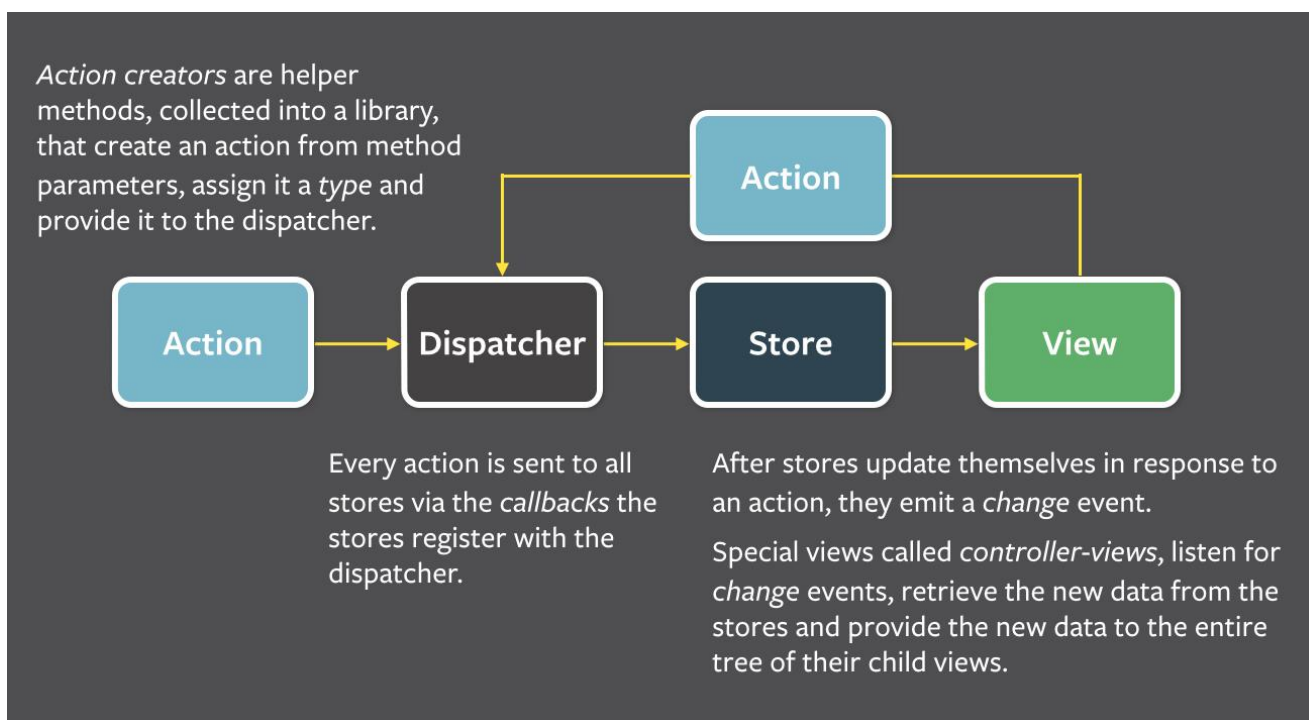 Action creators are helper
methods, collected into a library,
that create an action from method
parameters, assign it a type and
provide it to the dispatcher.
Action
Action
Dispatcher
Store
View
Every action is sent to all
stores via the callbacks the
stores register with the
dispatcher.
After stores update themselves in response to
an action, they emit a change event.
Special views called controller-views, listen for
change events, retrieve the new data from the
stores and provide the new data to the entire
tree of their child views.